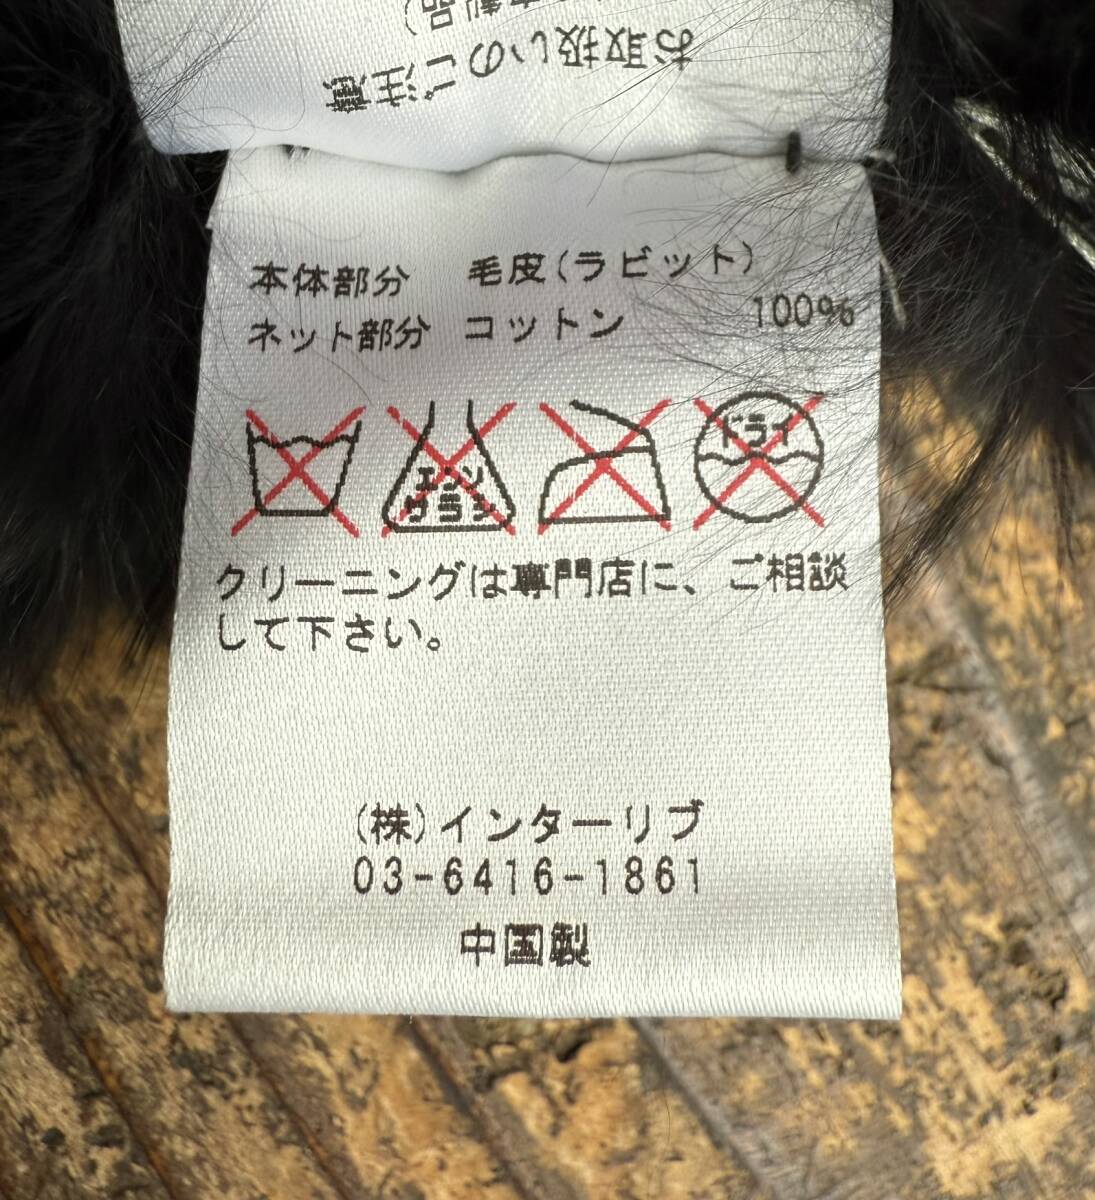 お取扱いのご注意
本体部分 毛皮(ラビット)
ネット部分 コットン 100%
エンソ
サラシ
ドライ
クリーニングは専門店に、ご相談
して下さい。
(株)インターリブ
03-6416-1861
中国製